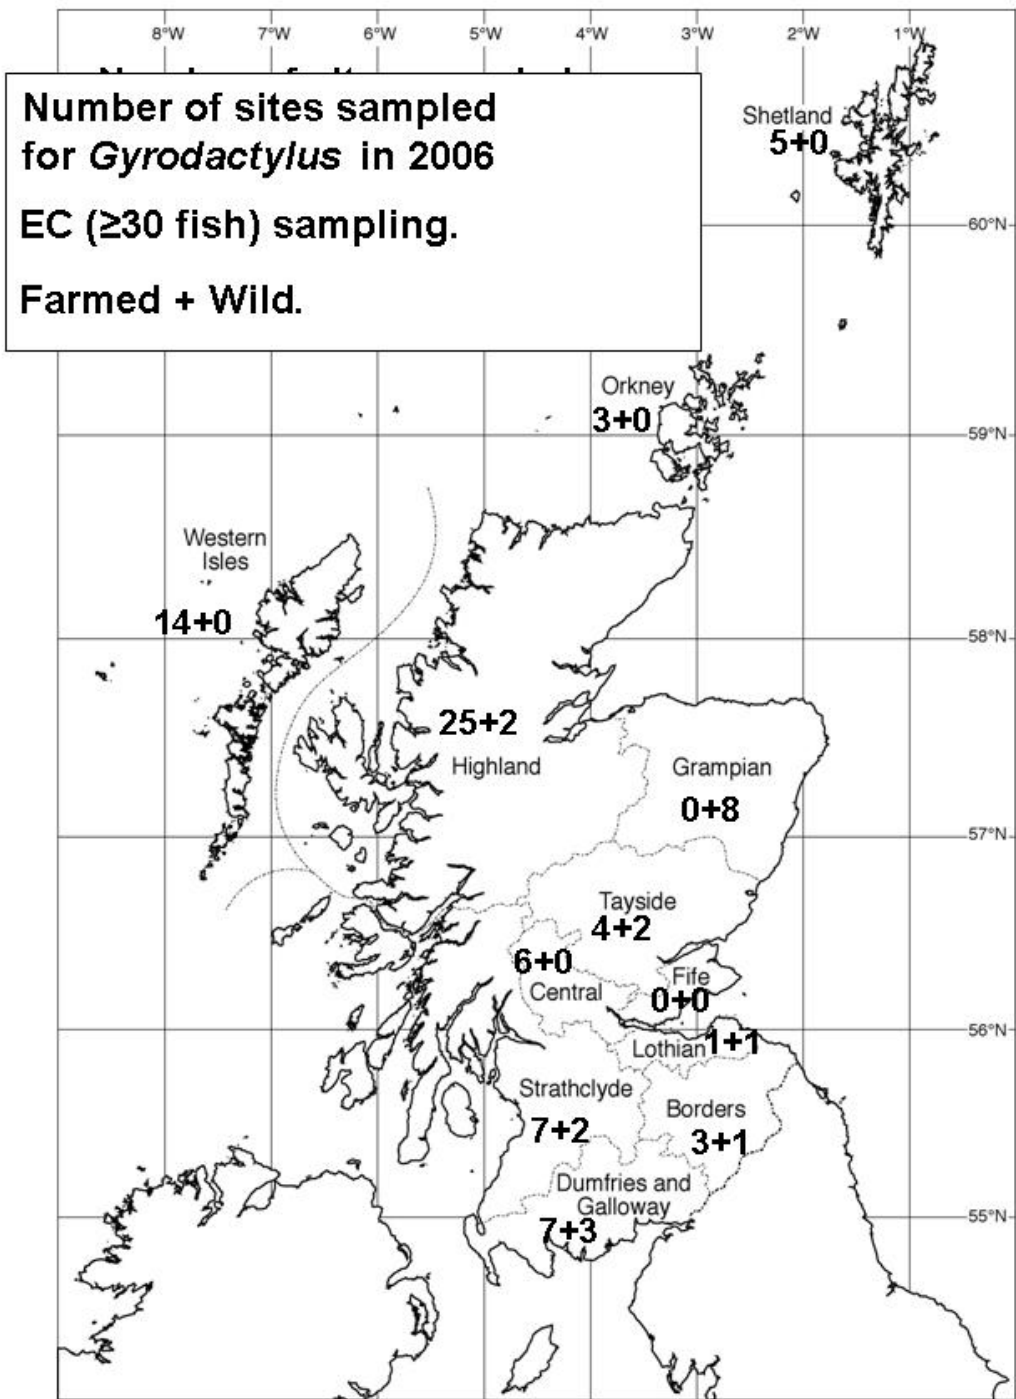 8°W 7°W 6°W 5°W 4°W 3°W 2°W 1°W
Number of sites sampled
for Gyrodactylus in 2006
EC (≥30 fish) sampling.
Farmed + Wild.
Shetland
5+0
60°N
Orkney
3+0
59°N
Western
Isles
14+0
58°N
25+2
Highland
Grampian
0+8
57°N
Tayside
4+2
6+0
Central
Fife
0+0
56°N
Lothian 1+1
Strathclyde
7+2
Borders
3+1
Dumfries and
Galloway
7+3
55°N